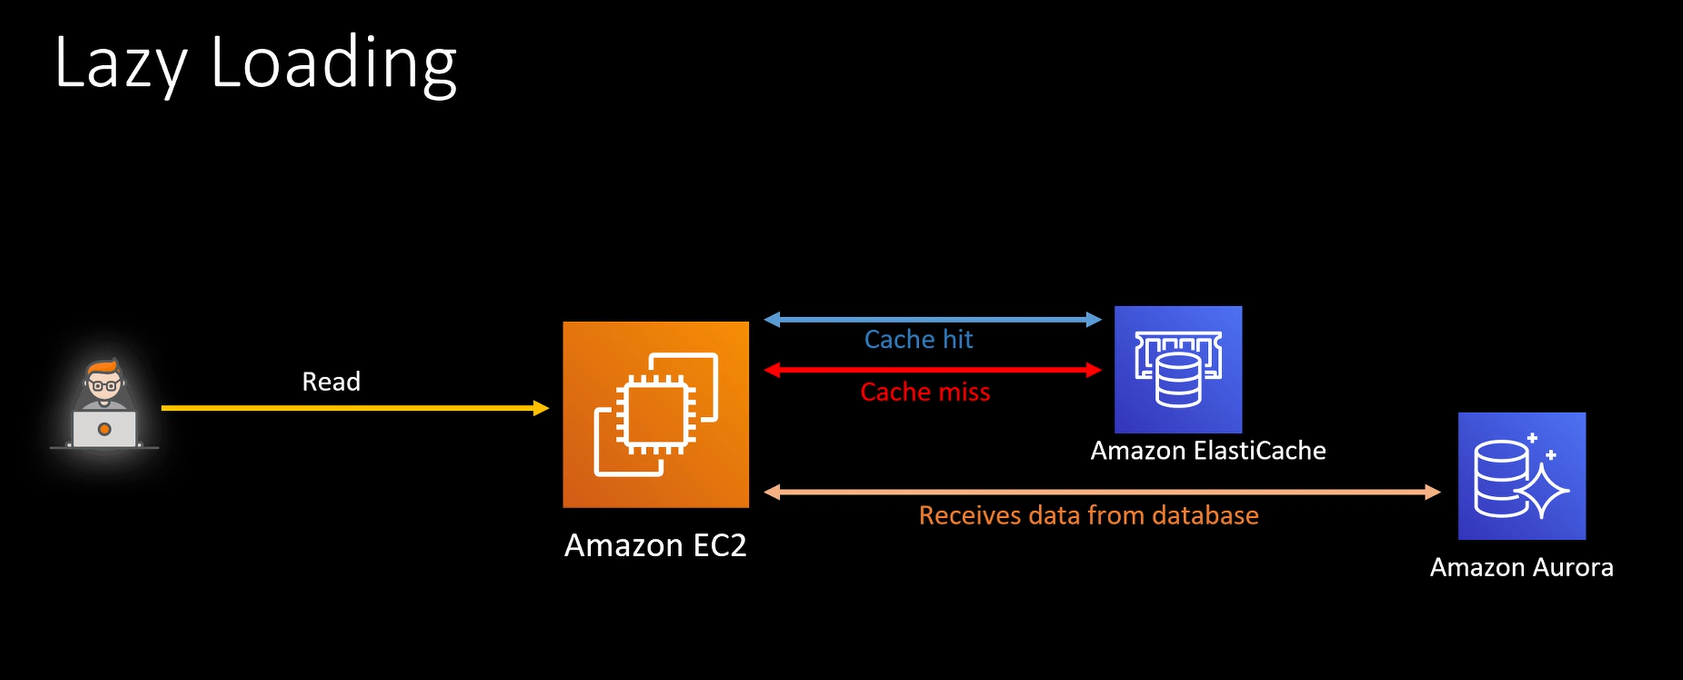 Lazy Loading
Read
Cache hit
Cache miss
Amazon ElastiCache
Receives data from database
Amazon EC2
Amazon Aurora